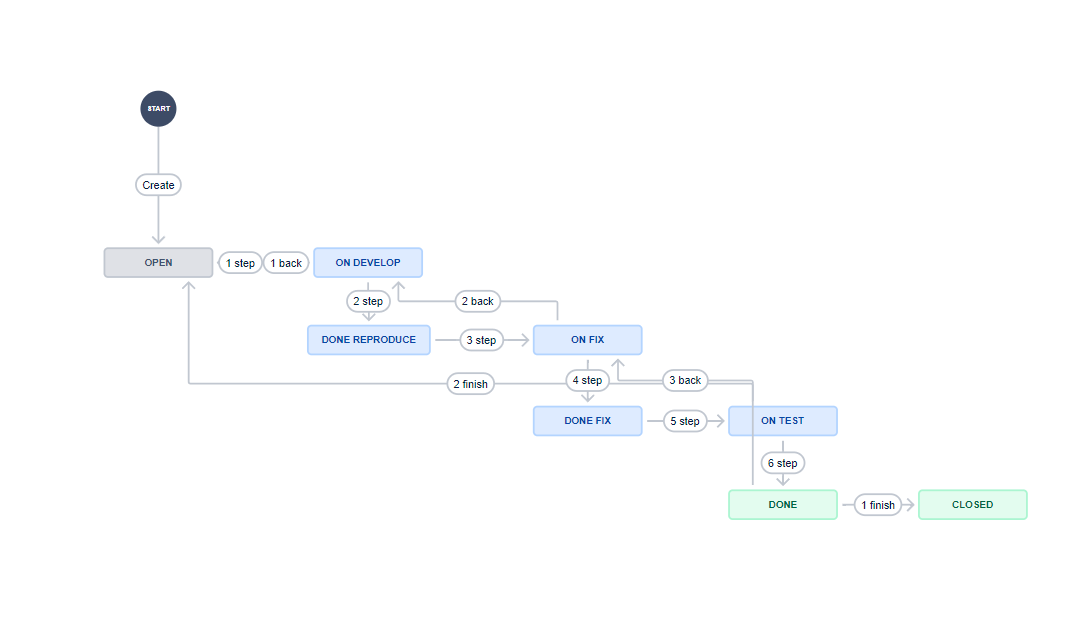 START
Create
OPEN
1 step
1 back
ON DEVELOP
2 step
2 back
DONE REPRODUCE
3 step
ON FIX
2 finish
4 step
3 back
DONE FIX
5 step
ON TEST
6 step
DONE
1 finish
CLOSED